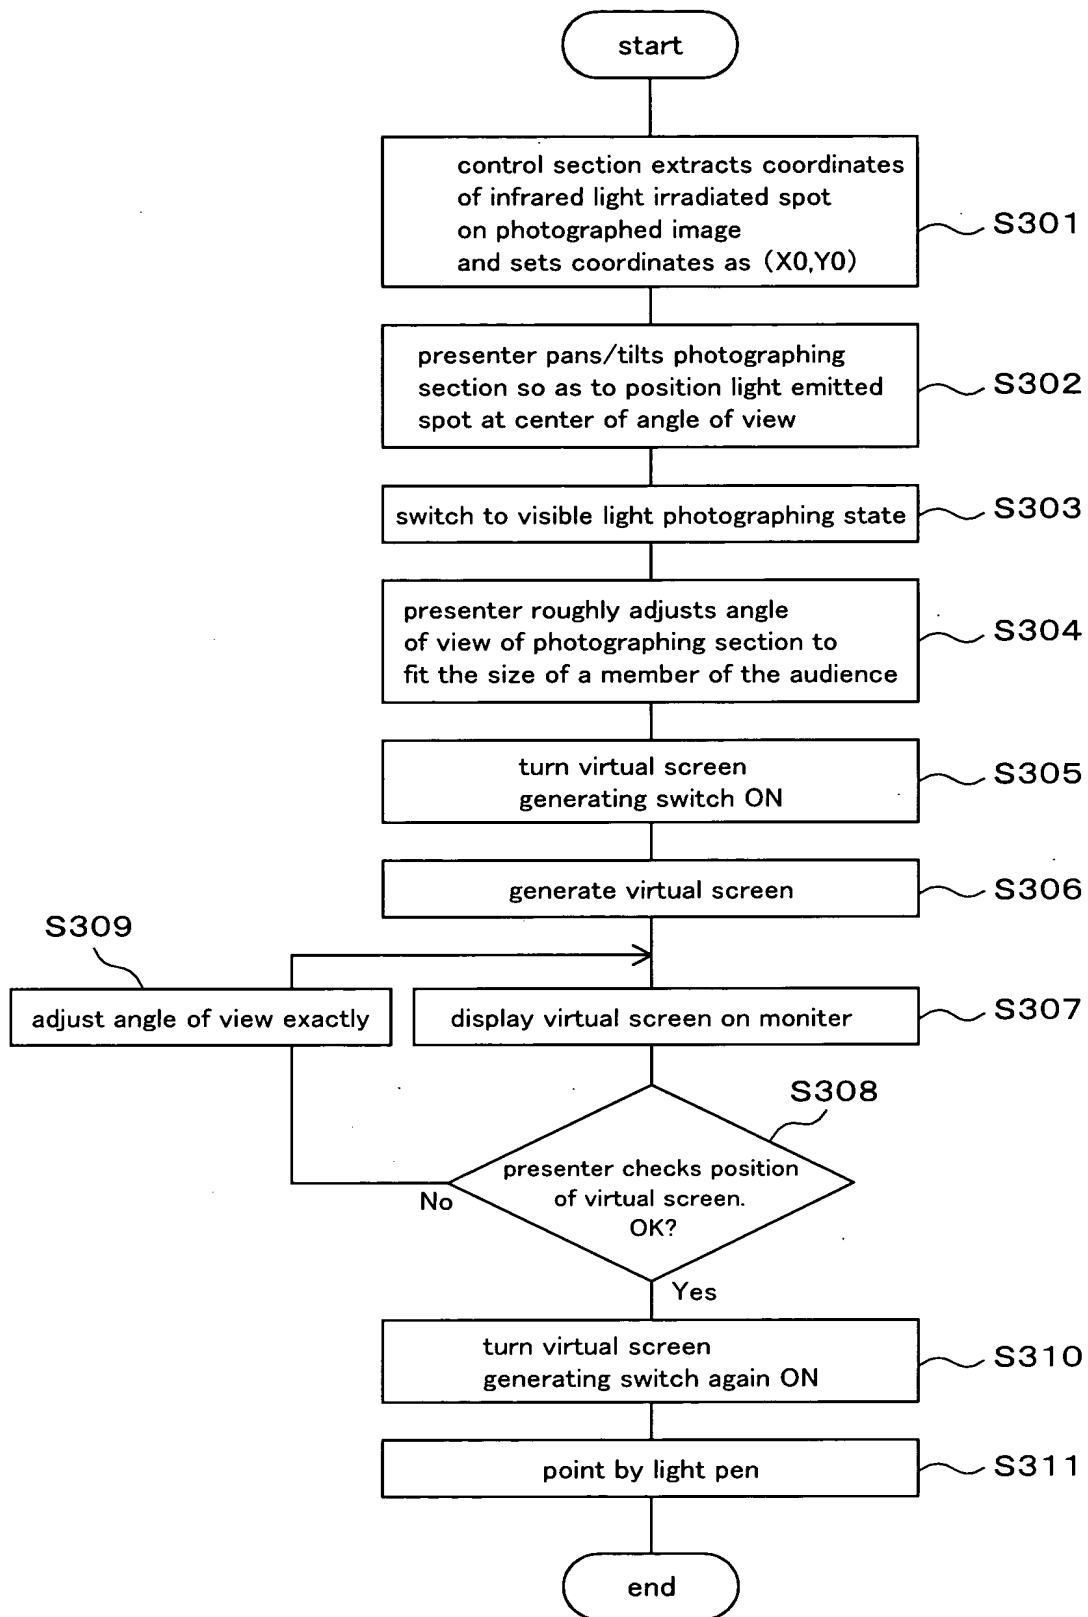 start
control section extracts coordinates
of infrared light irradiated spot
on photographed image
and sets coordinates as (X0,Y0)
S301
presenter pans/tilts photographing
section so as to position light emitted
spot at center of angle of view
S302
switch to visible light photographing state
S303
presenter roughly adjusts angle
of view of photographing section to
fit the size of a member of the audience
S304
turn virtual screen
generating switch ON
S305
generate virtual screen
S306
S309
adjust angle of view exactly
display virtual screen on moniter
S307
S308
presenter checks position
of virtual screen.
OK?
No
Yes
turn virtual screen
generating switch again ON
S310
point by light pen
S311
end